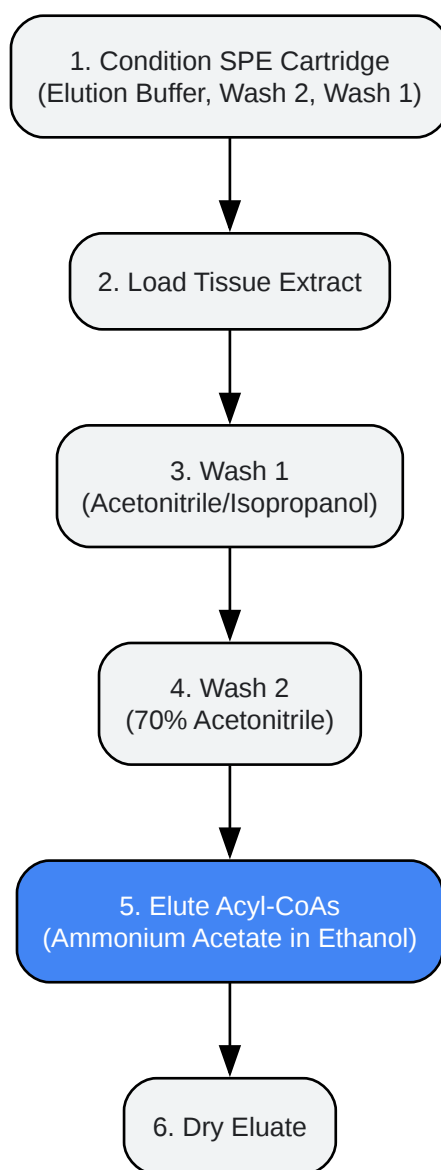 1. Condition SPE Cartridge
(Elution Buffer, Wash 2, Wash 1)
2. Load Tissue Extract
3. Wash 1
(Acetonitrile/Isopropanol)
4. Wash 2
(70% Acetonitrile)
5. Elute Acyl-CoAs
(Ammonium Acetate in Ethanol)
6. Dry Eluate